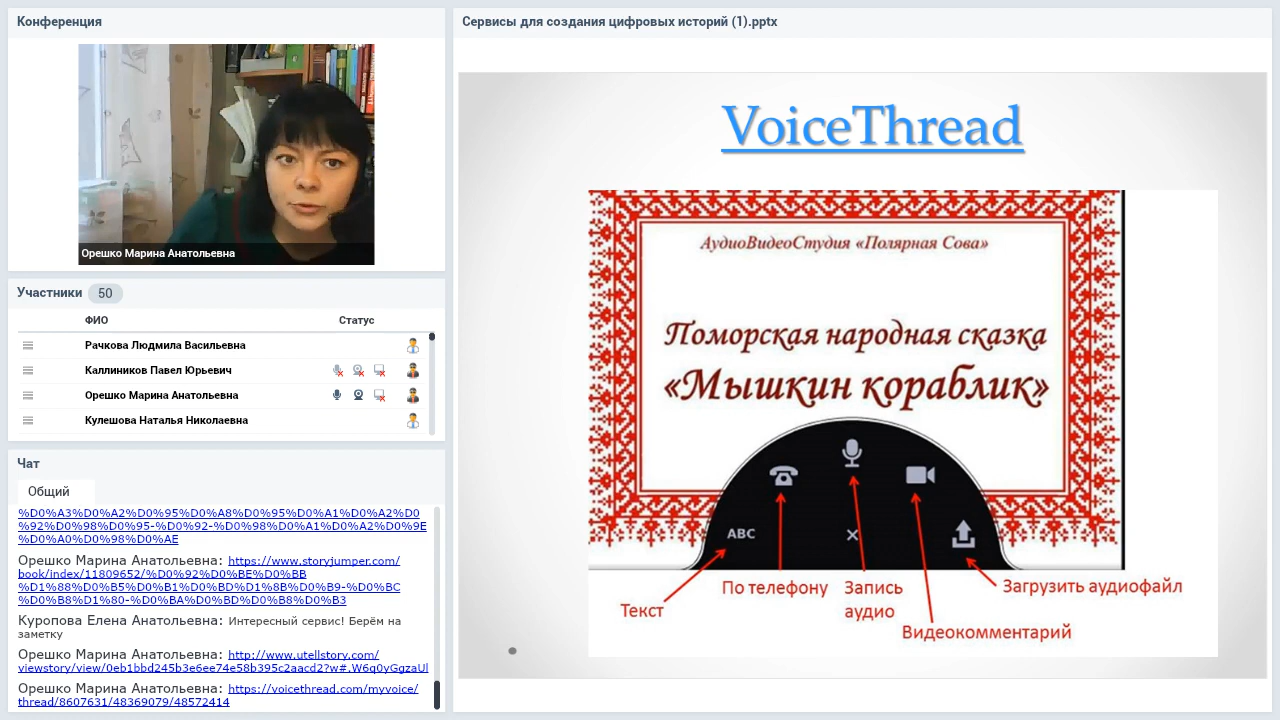 Конференция
Орешко Марина Анатольевна
Участники 50
ФИО Статус
Рачкова Людмила Васильевна
Каллиников Павел Юрьевич
Орешко Марина Анатольевна
Кулешова Наталья Николаевна
Чат
Общий
%D0%A3%D0%A2%D0%95%D0%A8%D0%95%D0%A1%D0%A2%D0
%92%D0%98%D0%95-%D0%92-%D0%98%D0%A1%D0%A2%D0%9E
%D0%A0%D0%98%D0%AE
Орешко Марина Анатольевна: https://www.storyjumper.com/
book/index/11809652/%D0%92%D0%BE%D0%BB
%D1%88%D0%B5%D0%B1%D0%BD%D1%8B%D0%B9-%D0%BC
%D0%B8%D1%80-%D0%BA%D0%BD%D0%B8%D0%B3
Куропова Елена Анатольевна: Интересный сервис! Берём на
заметку
Орешко Марина Анатольевна: http://www.utellstory.com/
viewstory/view/0eb1bbd245b3e6ee74e58b395c2aacd2?w#.W6q0yGgzaUl
Орешко Марина Анатольевна: https://voicethread.com/myvoice/
thread/8607631/48369079/48572414
Сервисы для создания цифровых историй (1).pptx
VoiceThread
АудиоВидеоСтудия «Полярная Сова»
Поморская народная сказка
«Мышкин кораблик»
ABC
Текст
По телефону
Запись
аудио
Видеокомментарий
Загрузить аудиофайл